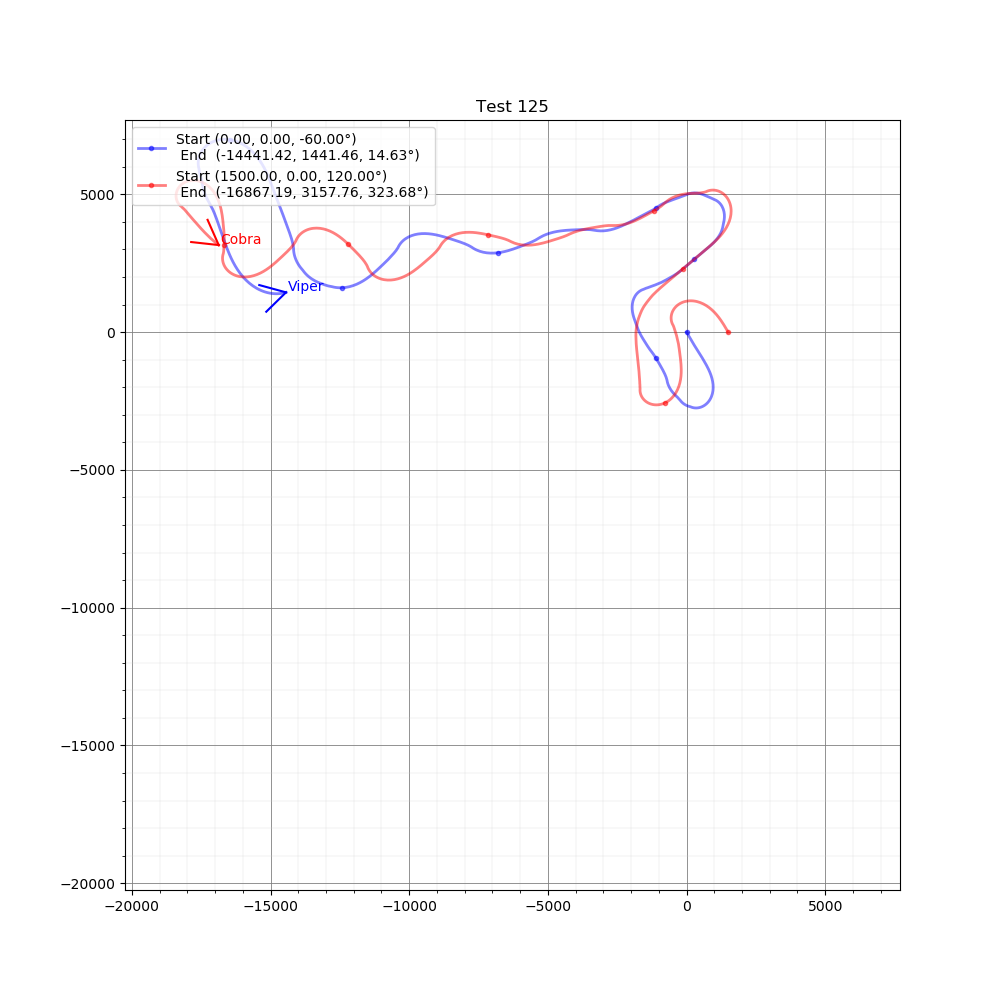 Test 125
Start (0.00, 0.00, -60.00°)
End (-14441.42, 1441.46, 14.63°)
Start (1500.00, 0.00, 120.00°)
End (-16867.19, 3157.76, 323.68°)
Cobra
Viper
5000
0
−5000
−10000
−15000
−20000
−20000 −15000 −10000 −5000 0 5000